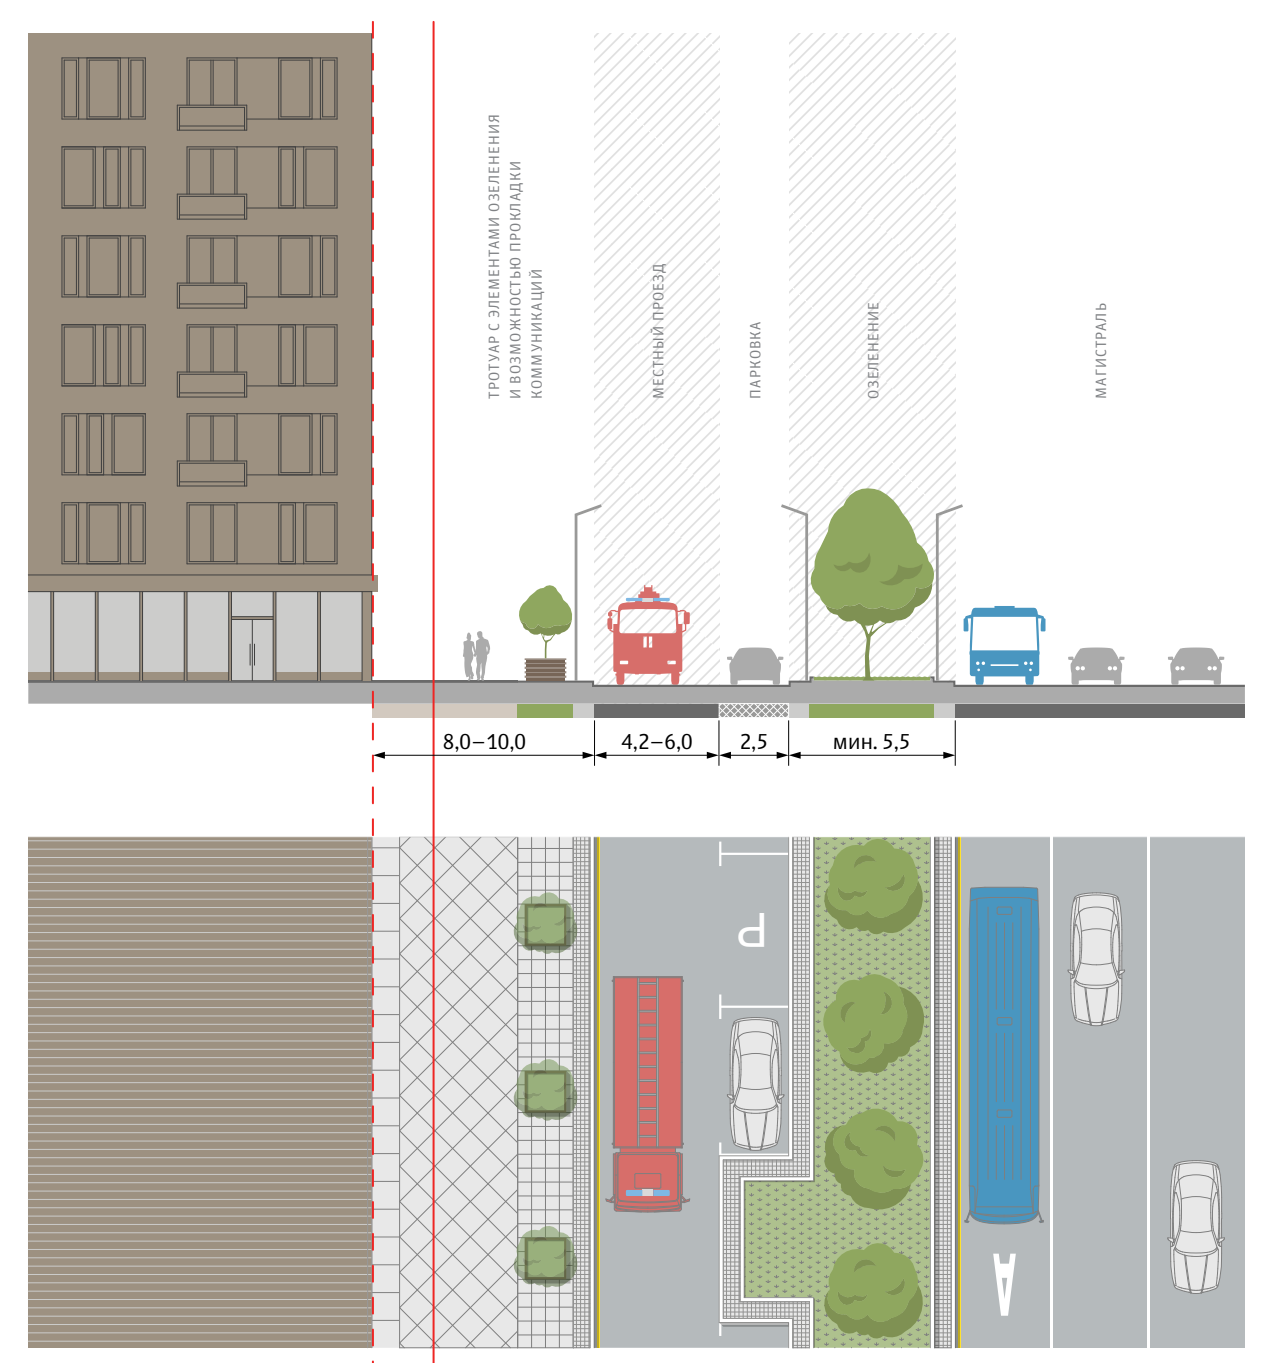 ТРОТУАР С ЭЛЕМЕНТАМИ ОЗЕЛЕНЕНИЯ
И ВОЗМОЖНОСТЬЮ ПРОКЛАДКИ
КОММУНИКАЦИЙ
МЕСТНЫЙ ПРОЕЗД
ПАРКОВКА
ОЗЕЛЕНЕНИЕ
МАГИСТРАЛЬ
8,0–10,0
4,2–6,0
2,5
мин. 5,5
Р
А